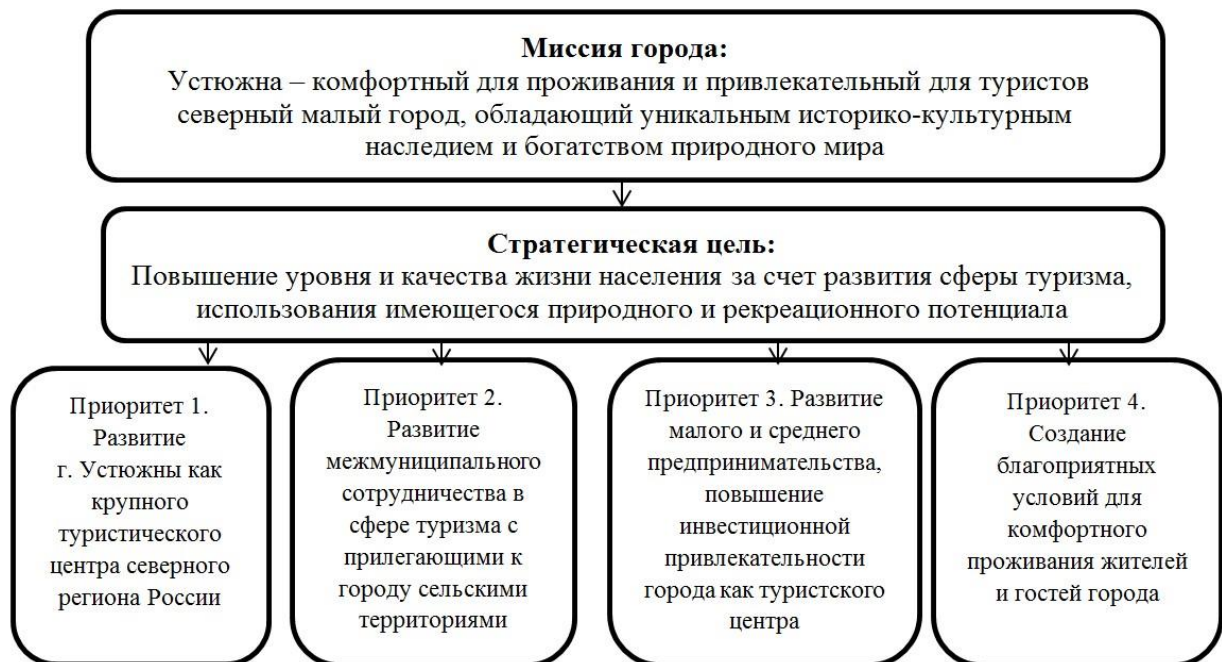 Миссия города:
Устюжна – комфортный для проживания и привлекательный для туристов
северный малый город, обладающий уникальным историко-культурным
наследием и богатством природного мира
Стратегическая цель:
Повышение уровня и качества жизни населения за счет развития сферы туризма,
использования имеющегося природного и рекреационного потенциала
Приоритет 1.
Развитие
г. Устюжны как
крупного
туристического
центра северного
региона России
Приоритет 2.
Развитие
межмуниципального
сотрудничества в
сфере туризма с
прилегающими к
городу сельскими
территориями
Приоритет 3. Развитие
малого и среднего
предпринимательства,
повышение
инвестиционной
привлекательности
города как туристского
центра
Приоритет 4.
Создание
благоприятных
условий для
комфортного
проживания жителей
и гостей города